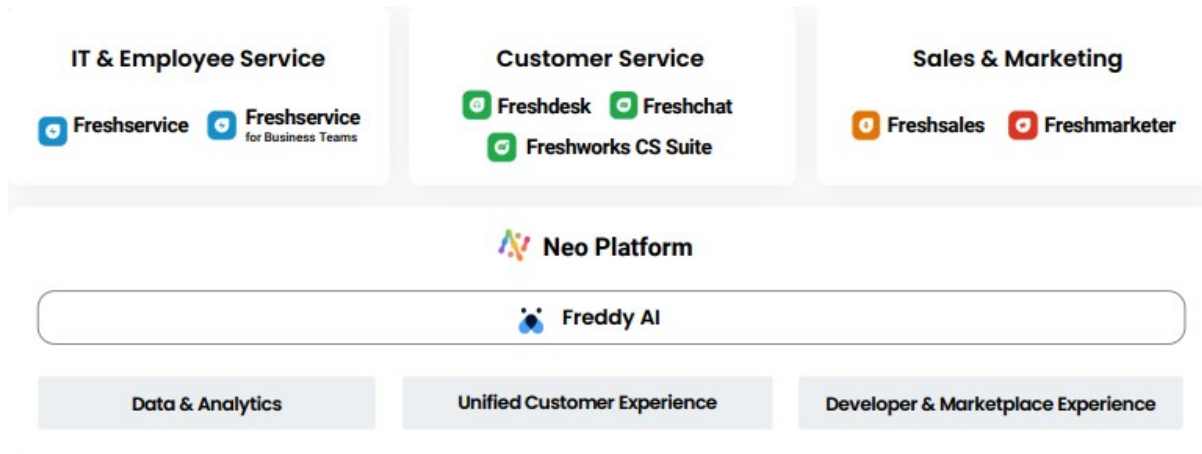 IT & Employee Service
Freshservice
Freshservice
for Business Teams
Customer Service
Freshdesk
Freshchat
Freshworks CS Suite
Sales & Marketing
Freshsales
Freshmarketer
Neo Platform
Freddy AI
Data & Analytics
Unified Customer Experience
Developer & Marketplace Experience